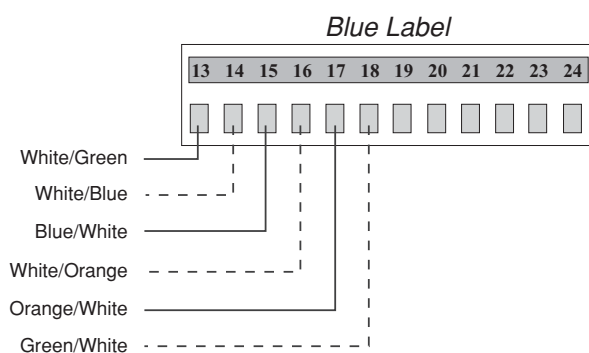 Blue Label
13 14 15 16 17 18 19 20 21 22 23 24
White/Green
White/Blue
Blue/White
White/Orange
Orange/White
Green/White